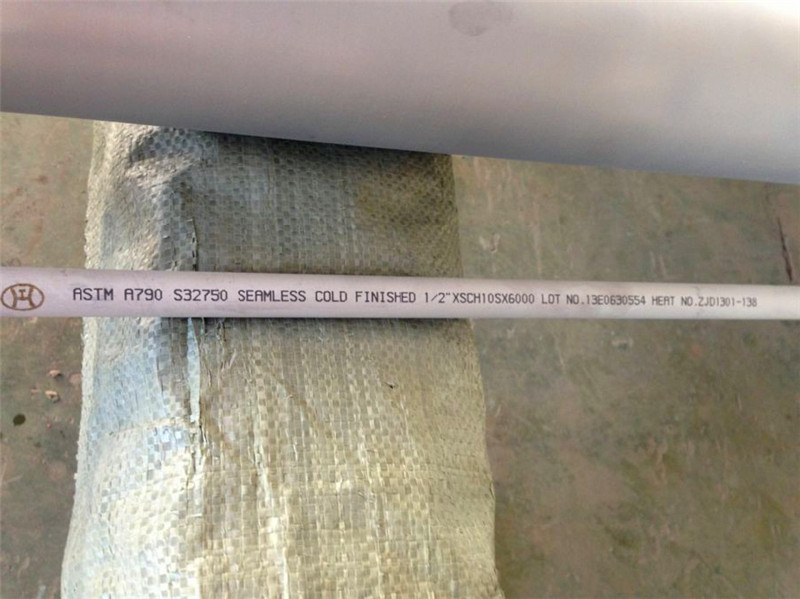 ASTM A790 S32750 SEAMLESS COLD FINISHED 1/2"XSCH10SX6000 LOT NO.13E0630554 HEAT NO.ZJD1301-138